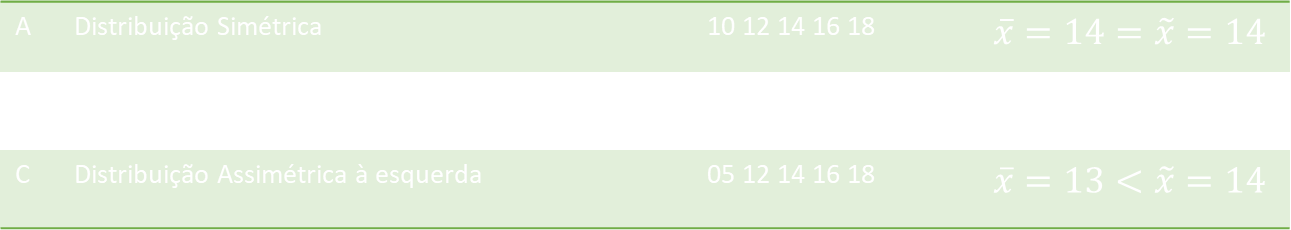 A Distribuição Simétrica 10 12 14 16 18 x̄ = 14 = x̃ = 14
C Distribuição Assimétrica à esquerda 05 12 14 16 18 x̄ = 13 < x̃ = 14